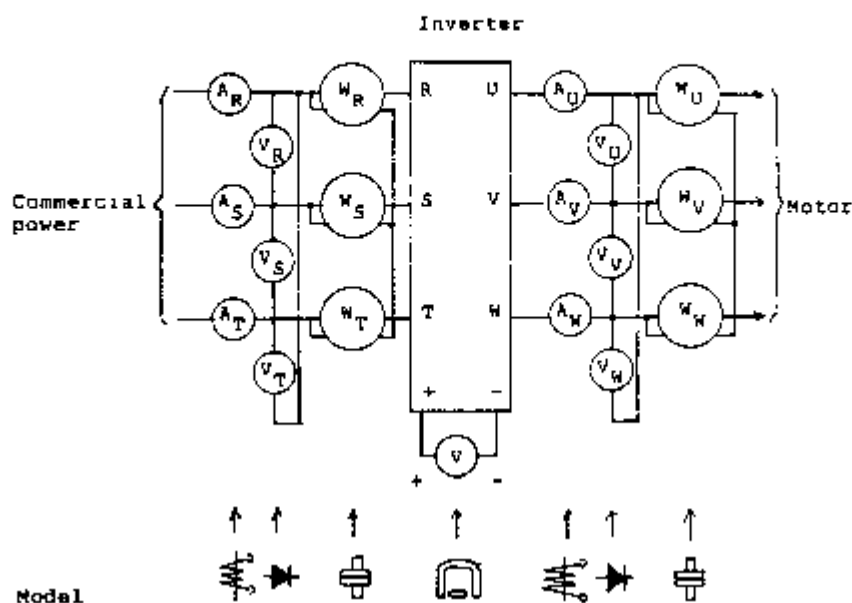 Inverter
A R W R R U A U W U
V R V U
Commercial power
A S W S S V A V W V
Motor
V S V V
A T W T T W A W W W
V T V W
+ -
V
+ -
Model